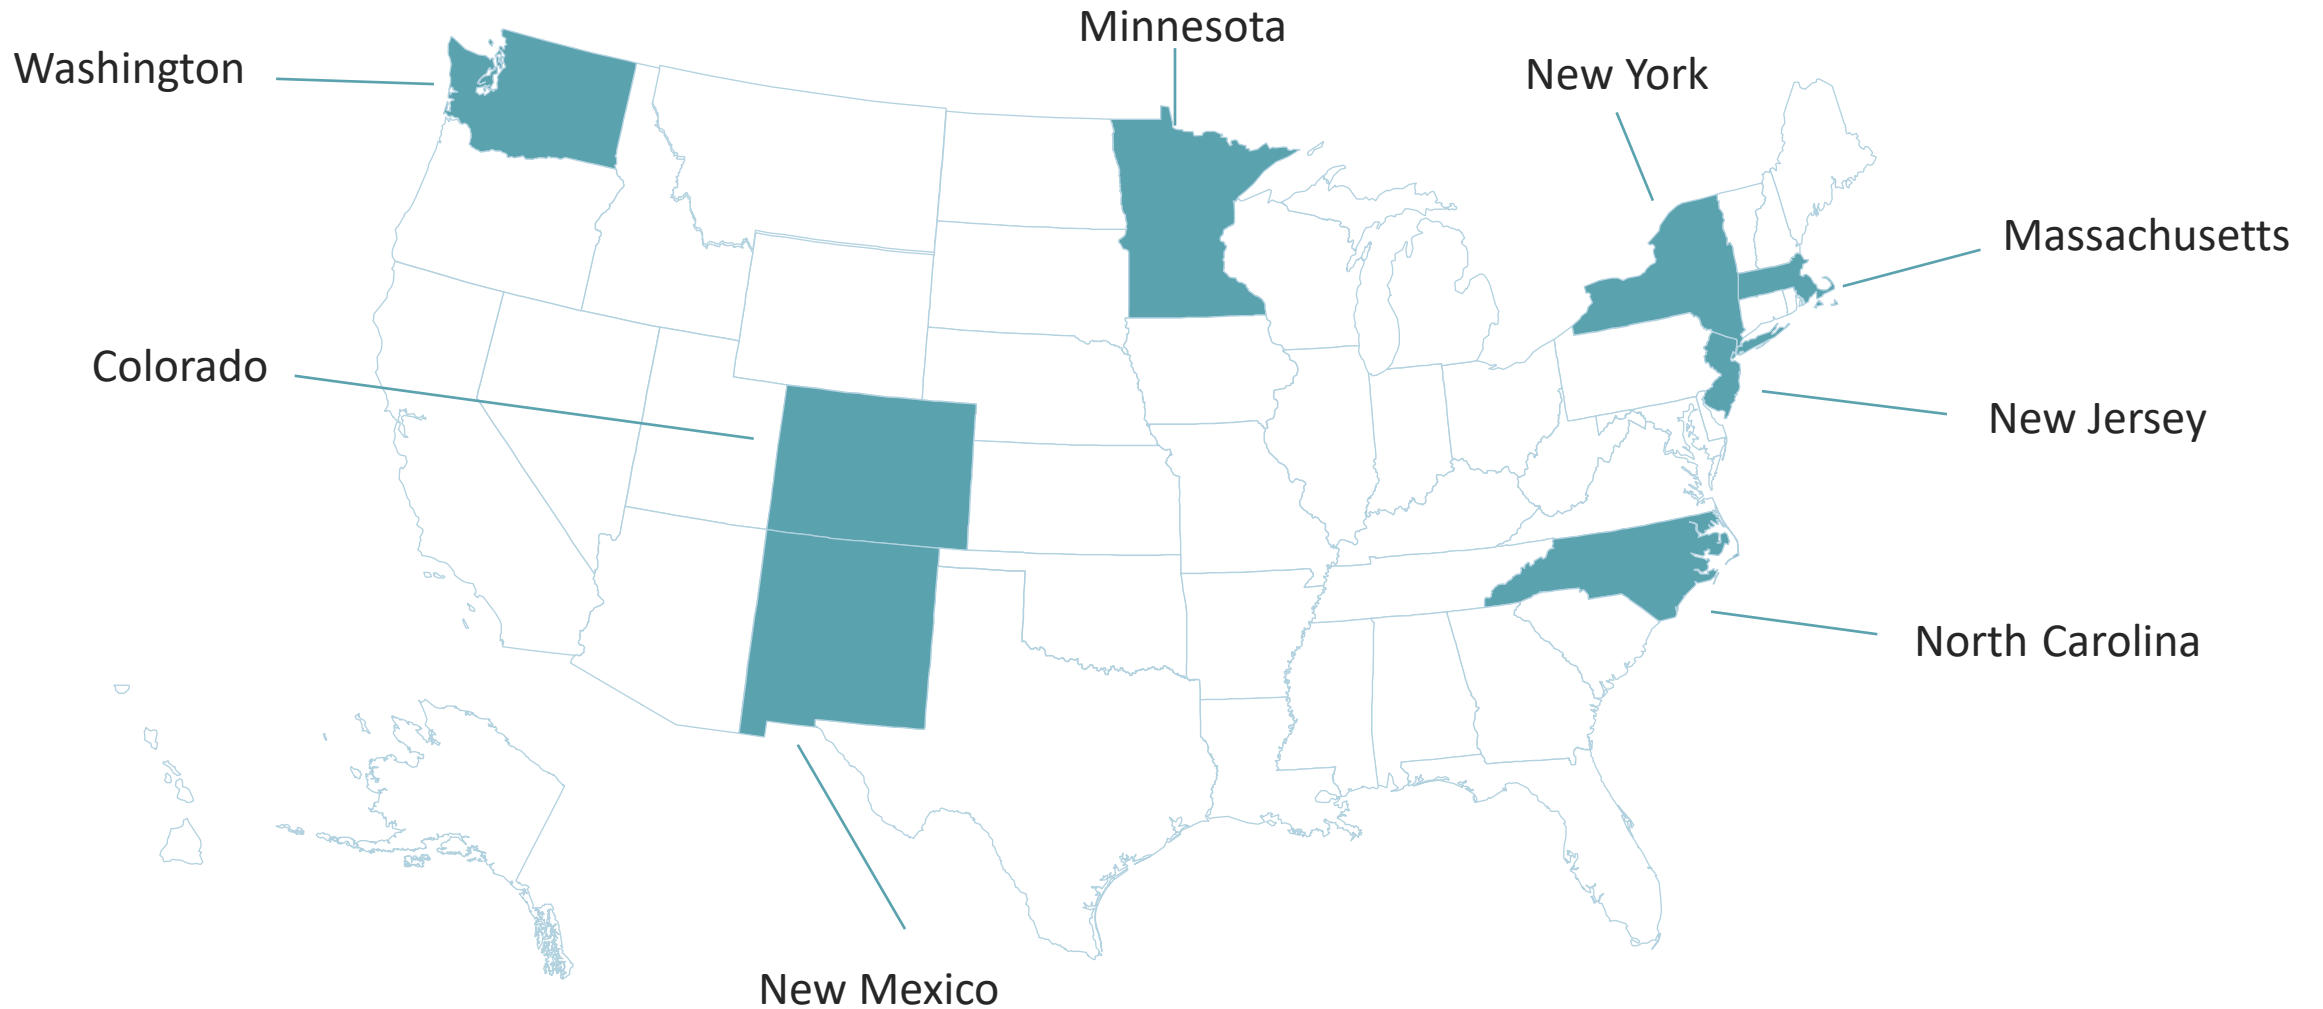 Minnesota
Washington
New York
Massachusetts
Colorado
New Jersey
North Carolina
New Mexico